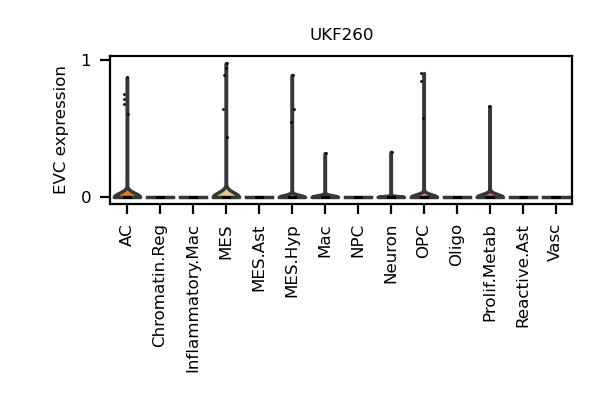 UKF260
EVC expression
1
0
AC
Chromatin.Reg
Inflammatory.Mac
MES
MES.Ast
MES.Hyp
Mac
NPC
Neuron
OPC
Oligo
Prolif.Metab
Reactive.Ast
Vasc